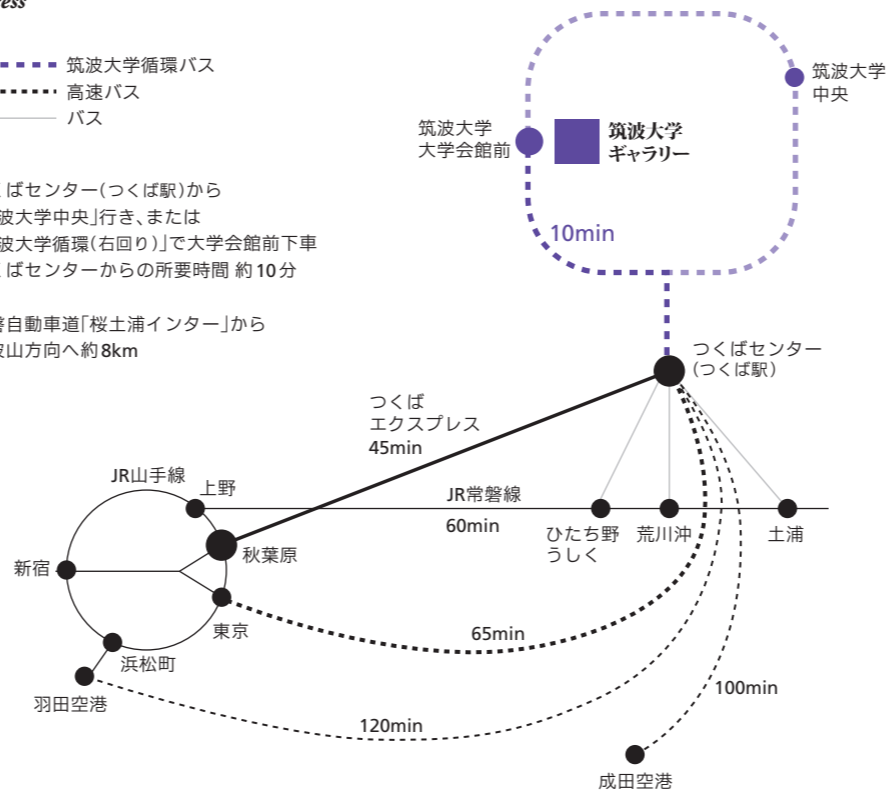 筑波大学循環バス
高速バス
バス
ばセンター(つくば駅)から
波大学中央」行き、または
波大学循環(右回り)」で大学会館前下車
ばセンターからの所要時間 約10分
自動車道「桜土浦インター」から
山方向へ約8km
筑波大学
中央
筑波大学
大学会館前
筑波大学
ギャラリー
10min
つくばセンター
(つくば駅)
つくば
エクスプレス
45min
JR山手線
上野
JR常磐線
60min
ひたち野
うしく
荒川沖
土浦
秋葉原
新宿
東京
65min
浜松町
羽田空港
120min
100min
成田空港